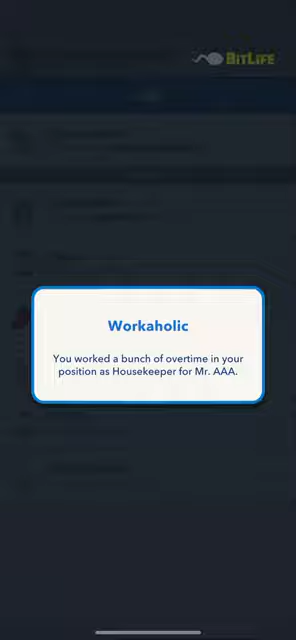 BITLIFE
Workaholic
You worked a bunch of overtime in your
position as Housekeeper for Mr. AAA.